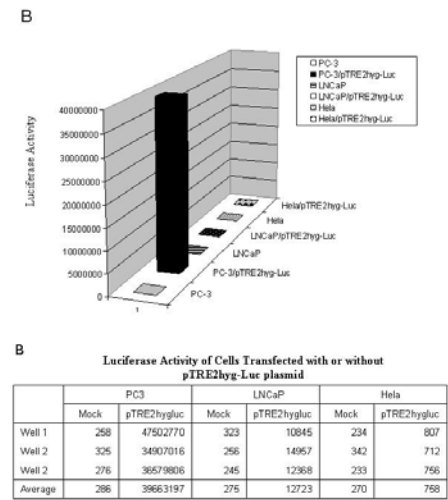 B
PC-3
PC-3/pTRE2hyg-Luc
LNCaP
LNCaP/pTRE2hyg-Luc
Hela
Hela/pTRE2hyg-Luc
Luciferase Activity
40000000
35000000
30000000
25000000
20000000
15000000
10000000
5000000
0
1
PC-3
PC-3/pTRE2hyg-Luc
LNCaP
LNCaP/pTRE2hyg-Luc
Hela
Hela/pTRE2hyg-Luc
B
Luciferase Activity of Cells Transfected with or without
pTRE2hyg-Luc plasmid
PC3 LNCaP Hela
Mock pTRE2hygluc Mock pTRE2hygluc Mock pTRE2hygluc
Well 1 258 47502770 323 10845 234 807
Well 2 325 34907016 256 14957 342 712
Well 2 276 36579806 245 12368 233 756
Average 286 39663197 275 12723 270 758